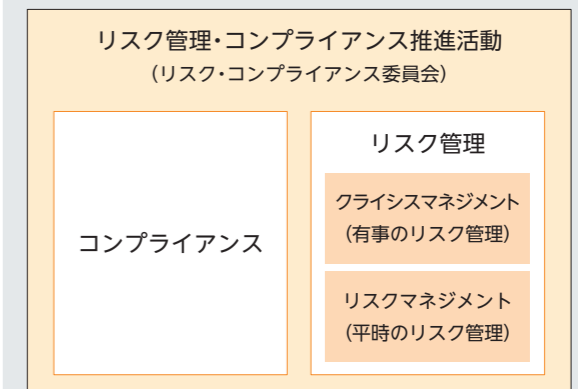 リスク管理・コンプライアンス推進活動
（リスク・コンプライアンス委員会）
コンプライアンス
リスク管理
クライシスマネジメント
（有事のリスク管理）
リスクマネジメント
（平時のリスク管理）